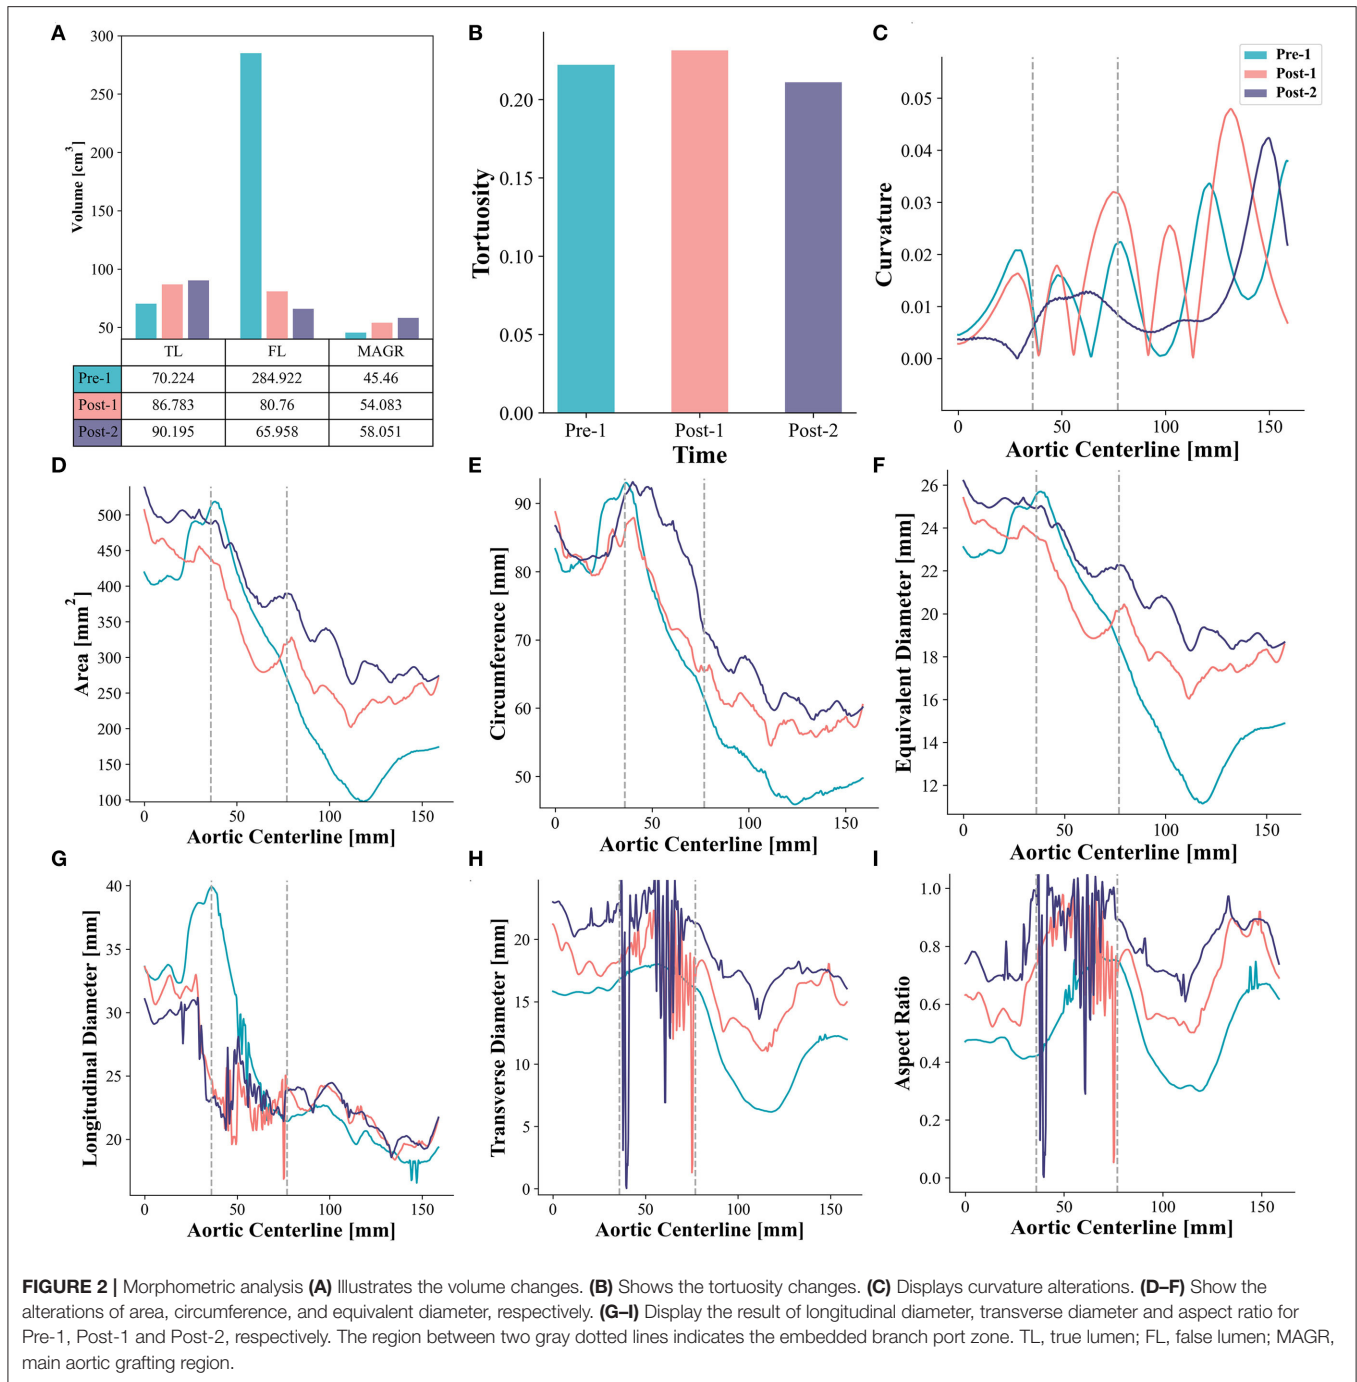 A
300
250
200
150
100
50
Volume [cm3]
TL FL MAGR
Pre-1 70.224 284.922 45.46
Post-1 86.783 80.76 54.083
Post-2 90.195 65.958 58.051
B
0.20
0.15
0.10
0.05
0.00
Tortuosity
Pre-1 Post-1 Post-2
Time
C
Pre-1
Post-1
Post-2
0.05
0.04
0.03
0.02
0.01
0.00
Curvature
0 50 100 150
Aortic Centerline [mm]
D
500
450
400
350
300
250
200
150
100
Area [mm2]
0 50 100 150
Aortic Centerline [mm]
E
90
80
70
60
50
Circumference [mm]
0 50 100 150
Aortic Centerline [mm]
F
26
24
22
20
18
16
14
12
Equivalent Diameter [mm]
0 50 100 150
Aortic Centerline [mm]
G
40
35
30
25
20
Longitudinal Diameter [mm]
0 50 100 150
Aortic Centerline [mm]
H
20
15
10
5
0
Transverse Diameter [mm]
0 50 100 150
Aortic Centerline [mm]
I
1.0
0.8
0.6
0.4
0.2
0.0
Aspect Ratio
0 50 100 150
Aortic Centerline [mm]
FIGURE 2 | Morphometric analysis (A) Illustrates the volume changes. (B) Shows the tortuosity changes. (C) Displays curvature alterations. (D–F) Show the
alterations of area, circumference, and equivalent diameter, respectively. (G–I) Display the result of longitudinal diameter, transverse diameter and aspect ratio for
Pre-1, Post-1 and Post-2, respectively. The region between two gray dotted lines indicates the embedded branch port zone. TL, true lumen; FL, false lumen; MAGR,
main aortic grafting region.